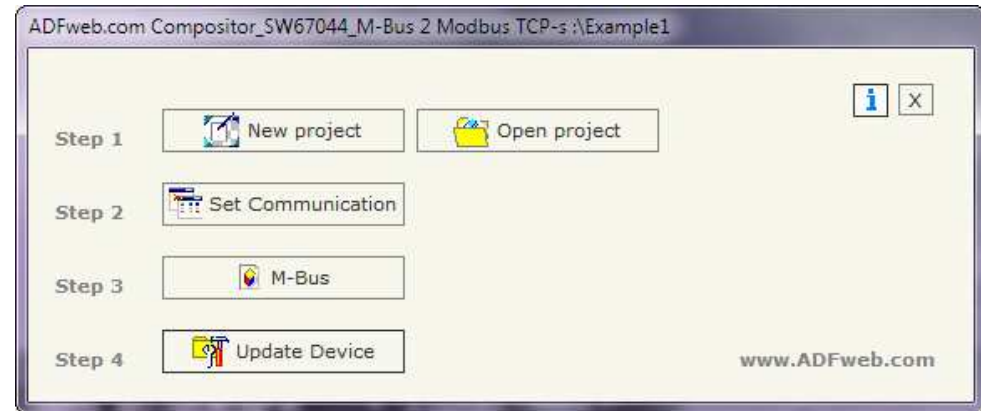 ADFweb.com Compositor_SW67044_M-Bus 2 Modbus TCP-s :\Example1
i X
Step 1 New project Open project
Step 2 Set Communication
Step 3 M-Bus
Step 4 Update Device
www.ADFweb.com